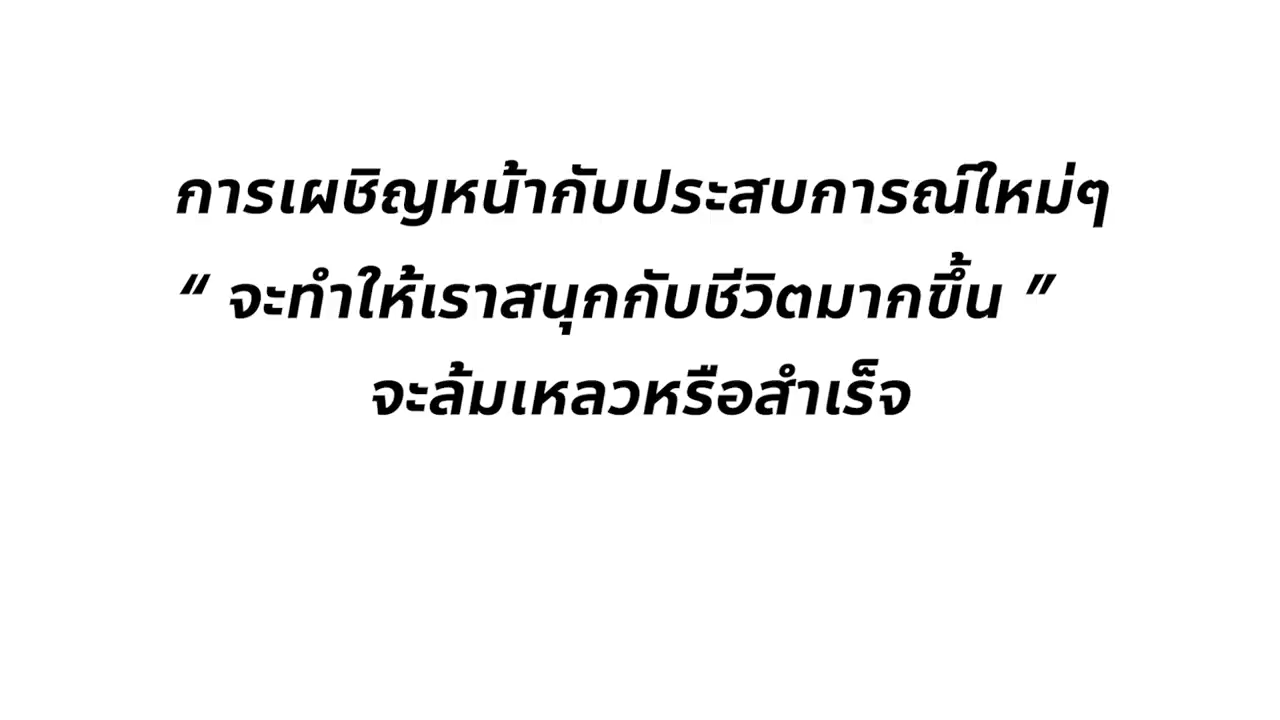 การเผชิญหน้ากับประสบการณ์ใหม่ๆ
“ จะทำให้เราสนุกกับชีวิตมากขึ้น ”
จะล้มเหลวหรือสำเร็จ